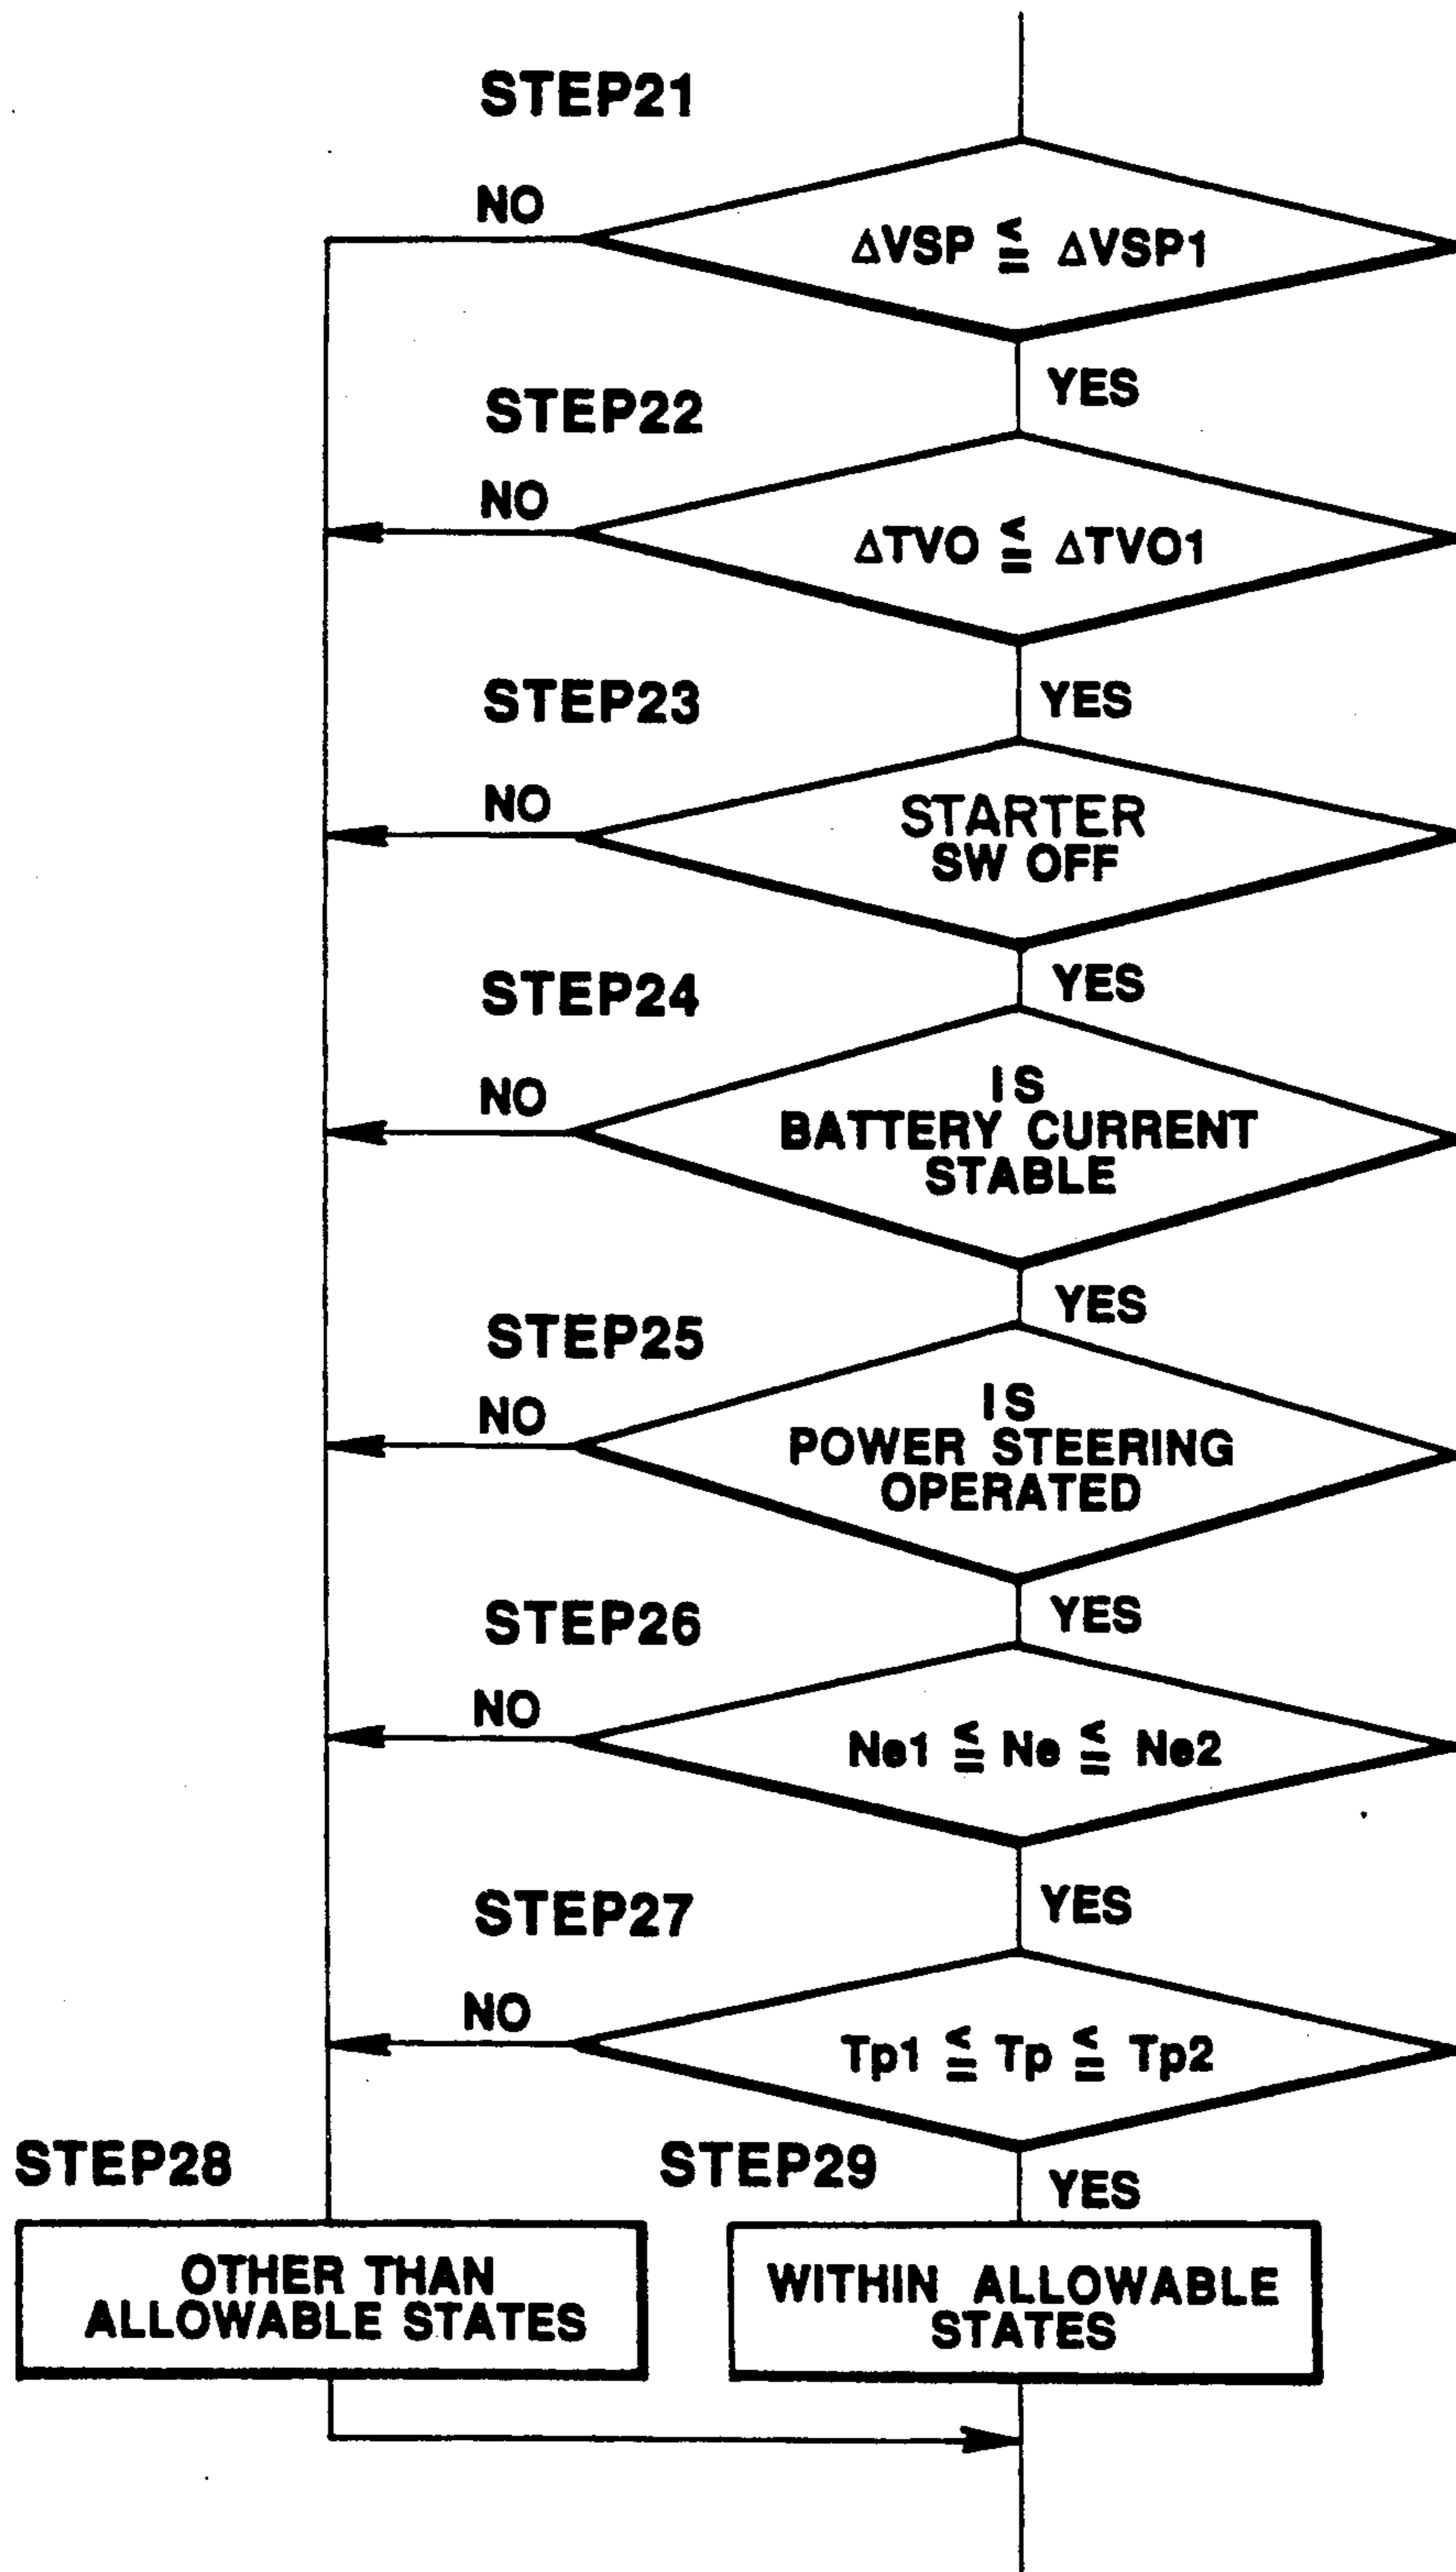 STEP21
NO
ΔVSP ≦ ΔVSP1
YES
STEP22
NO
ΔTVO ≦ ΔTVO1
YES
STEP23
NO
STARTER
SW OFF
YES
STEP24
NO
IS
BATTERY CURRENT
STABLE
YES
STEP25
NO
IS
POWER STEERING
OPERATED
YES
STEP26
NO
Ne1 ≦ Ne ≦ Ne2
YES
STEP27
NO
Tp1 ≦ Tp ≦ Tp2
YES
STEP28
OTHER THAN
ALLOWABLE STATES
STEP29
WITHIN ALLOWABLE
STATES